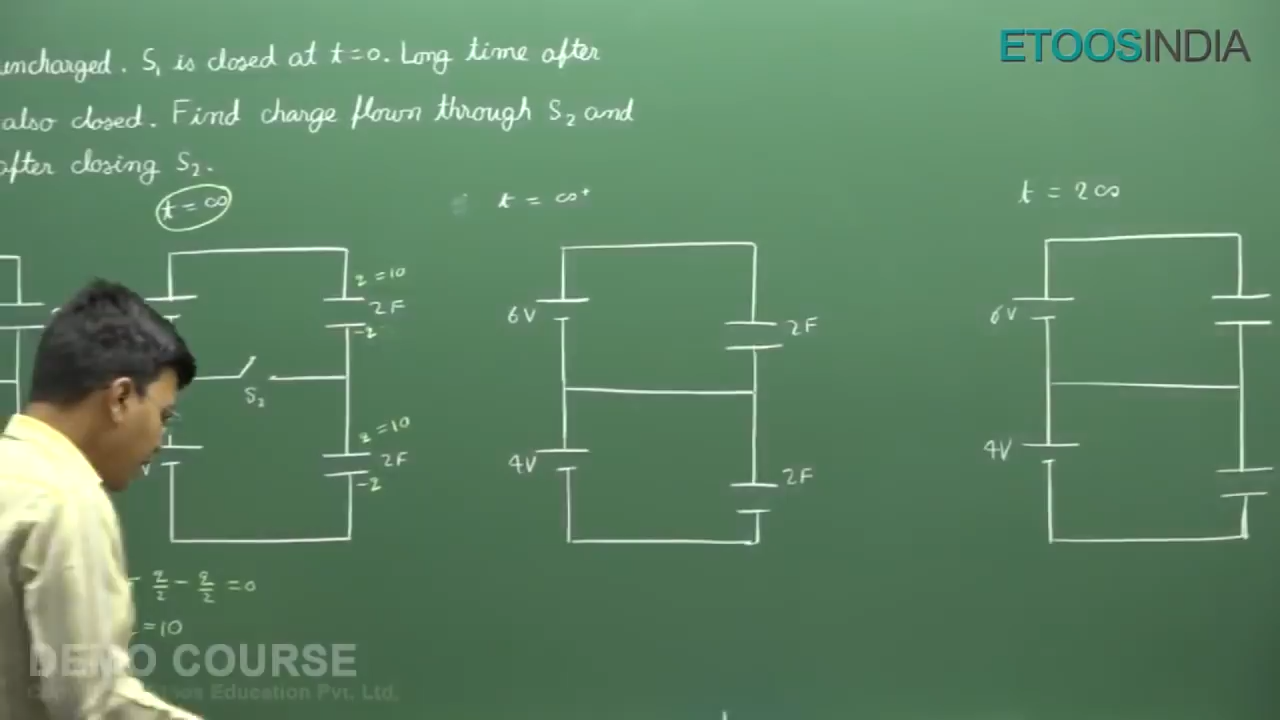 uncharged. S₁ is closed at t=0. Long time after
also closed. Find charge flown through S₂ and
after closing S₂.
ETOOSINDIA
t = ∞
t = ∞⁺
t = 2∞
q = 10
2F
-q
S₂
q = 10
2F
-q
6V
2F
4V
2F
6V
4V
- q/2 - q/2 = 0
= 10
DEMO COURSE
Education Pvt. Ltd.